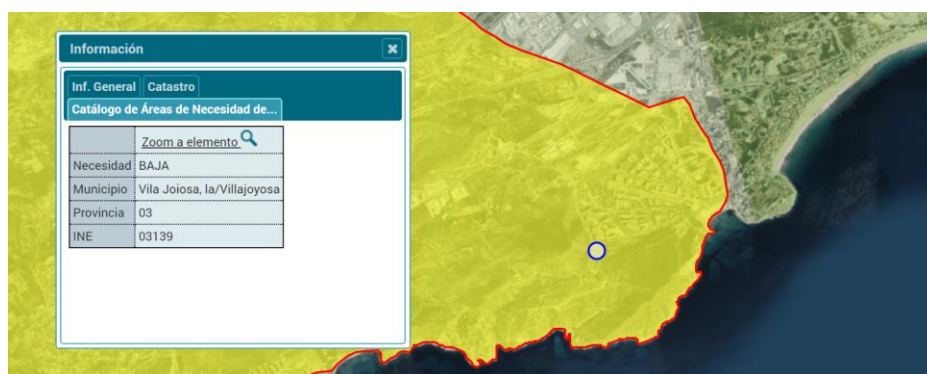 Información
Inf. General Catastro
Catálogo de Áreas de Necesidad de...
Zoom a elemento
Necesidad BAJA
Municipio Vila Joiosa, la/Villajoyosa
Provincia 03
INE 03139